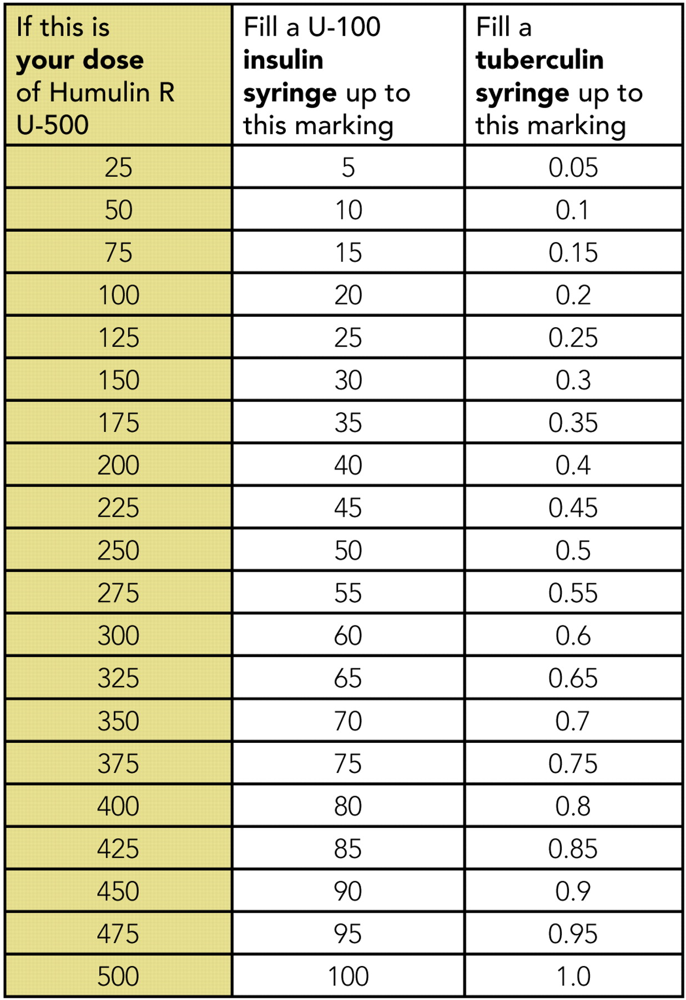 If this is
your dose
of Humulin R
U-500
Fill a U-100
insulin
syringe up to
this marking
Fill a
tuberculin
syringe up to
this marking
25 5 0.05
50 10 0.1
75 15 0.15
100 20 0.2
125 25 0.25
150 30 0.3
175 35 0.35
200 40 0.4
225 45 0.45
250 50 0.5
275 55 0.55
300 60 0.6
325 65 0.65
350 70 0.7
375 75 0.75
400 80 0.8
425 85 0.85
450 90 0.9
475 95 0.95
500 100 1.0